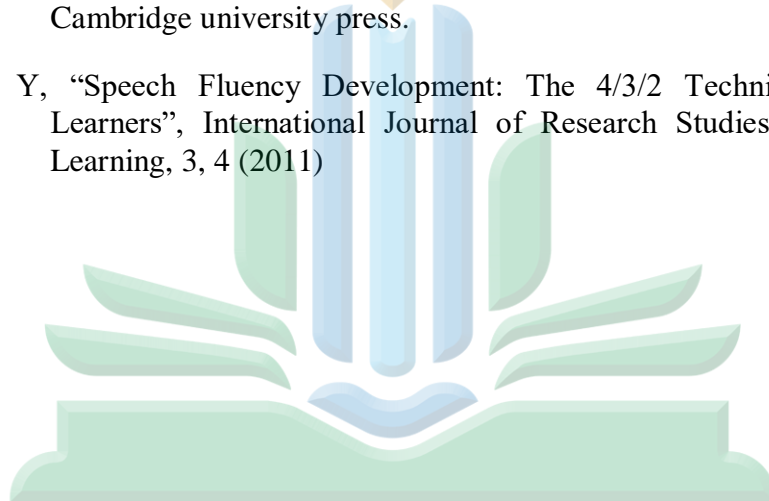 Cambridge university press.
Y, “Speech Fluency Development: The 4/3/2 Techni
Learners”, International Journal of Research Studies
Learning, 3, 4 (2011)